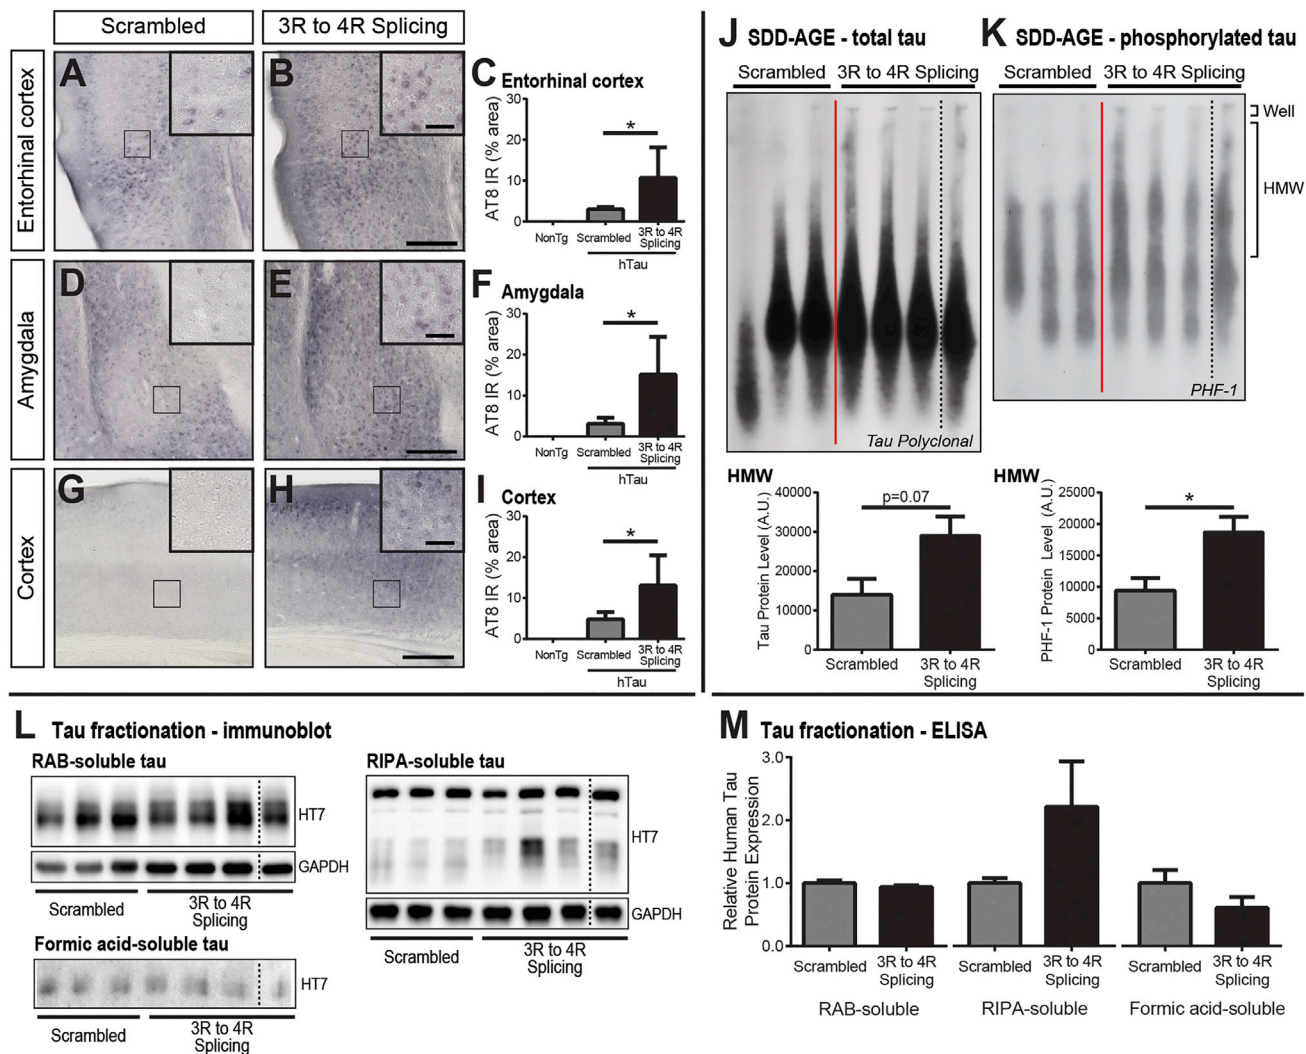 Scrambled
3R to 4R Splicing
Entorhinal cortex
Amygdala
Cortex
A
B
C Entorhinal cortex
AT8 IR (% area)
30
20
10
0
NonTg
Scrambled
3R to 4R
Splicing
hTau
D
E
F Amygdala
AT8 IR (% area)
30
20
10
0
NonTg
Scrambled
3R to 4R
Splicing
hTau
G
H
I Cortex
AT8 IR (% area)
30
20
10
0
NonTg
Scrambled
3R to 4R
Splicing
hTau
*
*
*
J SDD-AGE - total tau
Scrambled 3R to 4R Splicing
Tau Polyclonal
HMW
Tau Protein Level (A.U.)
40000
30000
20000
10000
0
p=0.07
Scrambled
3R to 4R
Splicing
K SDD-AGE - phosphorylated tau
Scrambled 3R to 4R Splicing
Well
HMW
PHF-1
HMW
PHF-1 Protein Level (A.U.)
25000
20000
15000
10000
5000
0
*
Scrambled
3R to 4R
Splicing
L Tau fractionation - immunoblot
RAB-soluble tau
HT7
GAPDH
Scrambled
3R to 4R
Splicing
Formic acid-soluble tau
HT7
Scrambled
3R to 4R
Splicing
RIPA-soluble tau
HT7
GAPDH
Scrambled
3R to 4R
Splicing
M Tau fractionation - ELISA
Relative Human Tau
Protein Expression
3.0
2.0
1.0
0.0
Scrambled
3R to 4R
Splicing
RAB-soluble
Scrambled
3R to 4R
Splicing
RIPA-soluble
Scrambled
3R to 4R
Splicing
Formic acid-soluble